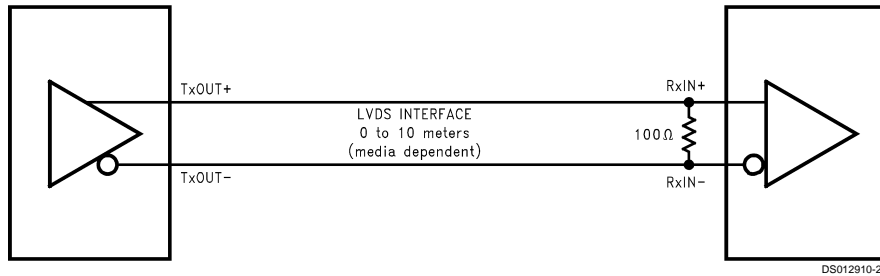 TxOUT+
RxIN+
LVDS INTERFACE
0 to 10 meters
(media dependent)
100Ω
TxOUT-
RxIN-
DS012910-2